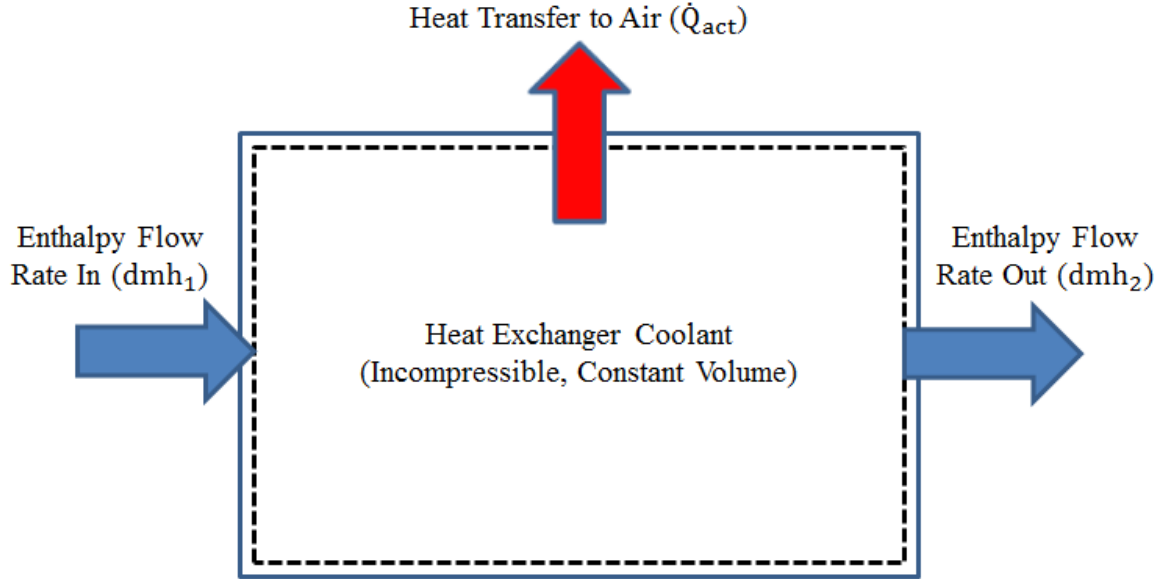 Heat Transfer to Air (Q̇act)
Enthalpy Flow
Rate In (dmh₁)
Enthalpy Flow
Rate Out (dmh₂)
Heat Exchanger Coolant
(Incompressible, Constant Volume)